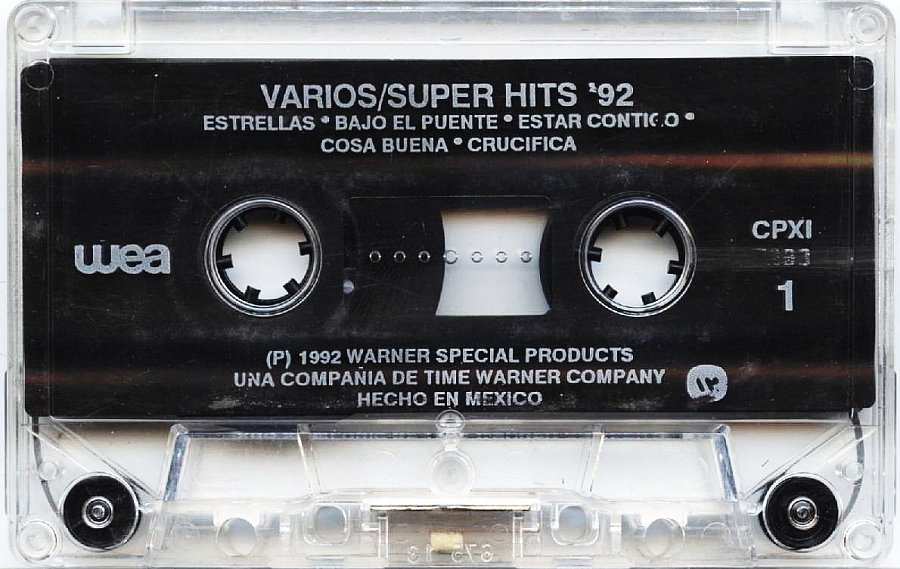 VARIOS/SUPER HITS '92
ESTRELLAS • BAJO EL PUENTE • ESTAR CONTIGO •
COSA BUENA • CRUCIFICA
wea
CPXI
1
(P) 1992 WARNER SPECIAL PRODUCTS
UNA COMPAÑIA DE TIME WARNER COMPANY
HECHO EN MEXICO